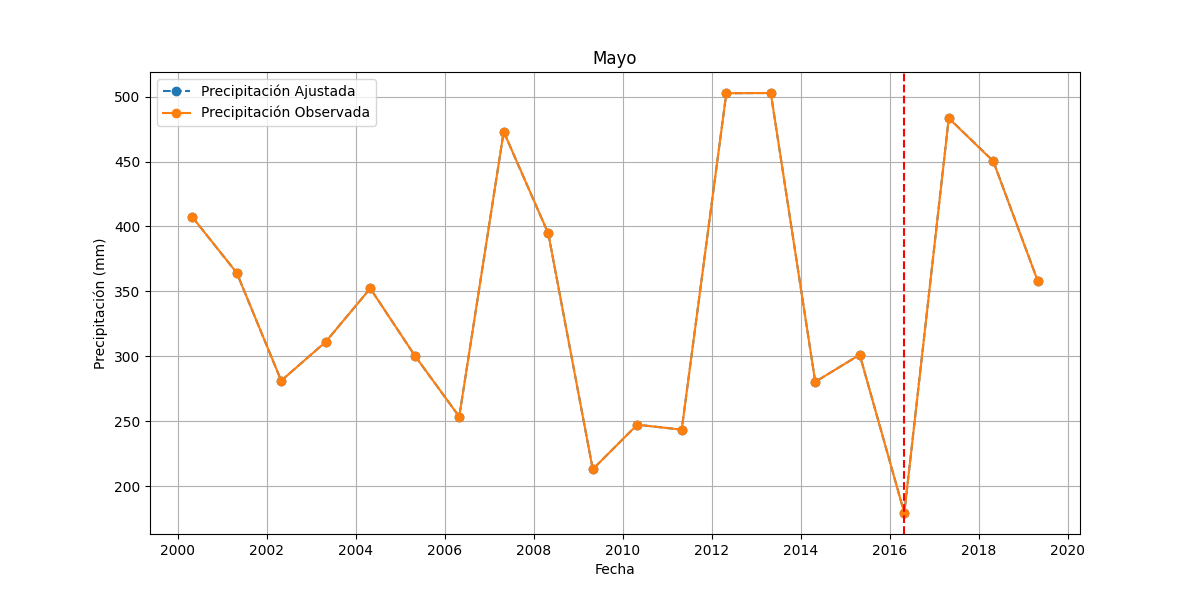 Mayo
Precipitación Ajustada
Precipitación Observada
Precipitación (mm)
500
450
400
350
300
250
200
2000 2002 2004 2006 2008 2010 2012 2014 2016 2018 2020
Fecha